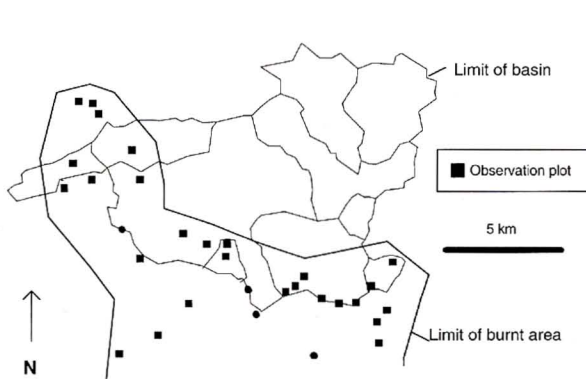 Limit of basin
Observation plot
5 km
Limit of burnt area
N